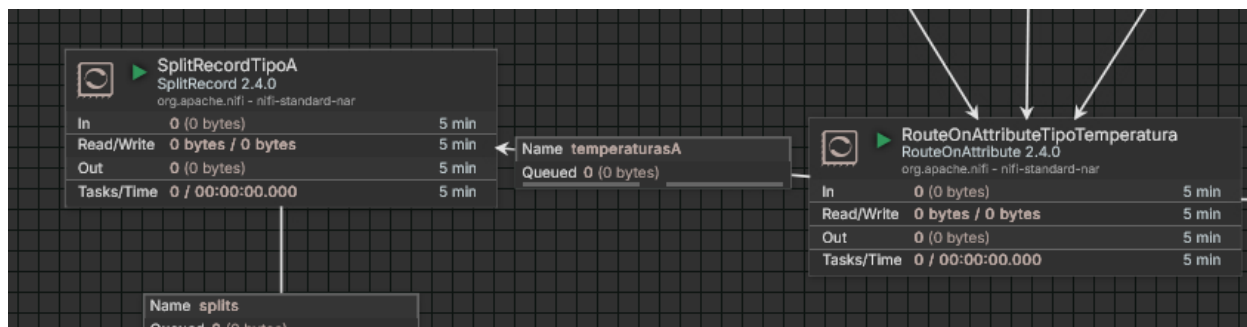 SplitRecordTipoA
SplitRecord 2.4.0
org.apache.nifi - nifi-standard-nar
In 0 (0 bytes) 5 min
Read/Write 0 bytes / 0 bytes 5 min
Out 0 (0 bytes) 5 min
Tasks/Time 0 / 00:00:00.000 5 min
Name temperaturasA
Queued 0 (0 bytes)
RouteOnAttributeTipoTemperatura
RouteOnAttribute 2.4.0
org.apache.nifi - nifi-standard-nar
In 0 (0 bytes) 5 min
Read/Write 0 bytes / 0 bytes 5 min
Out 0 (0 bytes) 5 min
Tasks/Time 0 / 00:00:00.000 5 min
Name splits
Queued 0 (0 bytes)